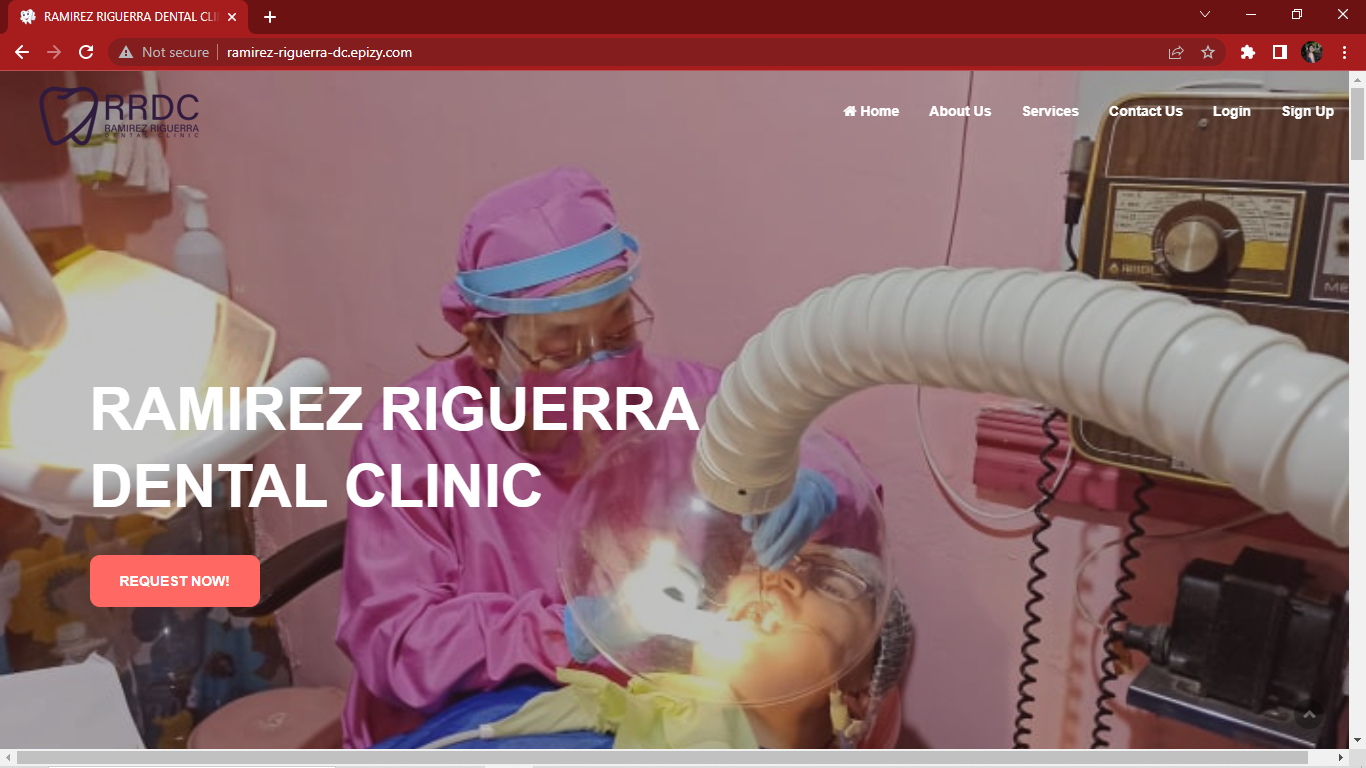 RAMIREZ RIGUERRA DENTAL CLI
Not secure
ramirez-riguerra-dc.epizy.com
RRDC
RAMIREZ RIGUERRA
DENTAL CLINIC
Home
About Us
Services
Contact Us
Login
Sign Up
RAMIREZ RIGUERRA
DENTAL CLINIC
REQUEST NOW!